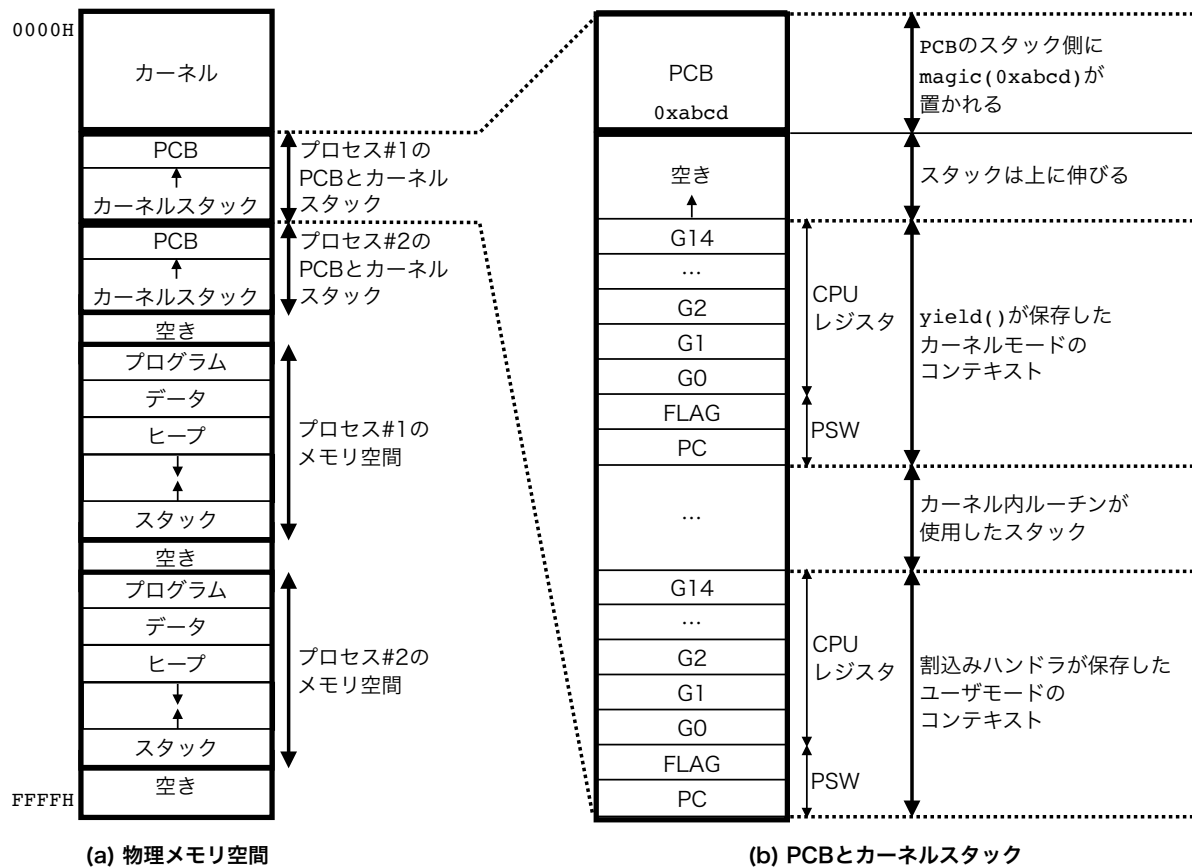 0000H
カーネル
PCB
カーネルスタック
PCB
カーネルスタック
空き
プログラム
データ
ヒープ
スタック
空き
プログラム
データ
ヒープ
スタック
空き
FFFFH
プロセス#1の
PCBとカーネル
スタック
プロセス#2の
PCBとカーネル
スタック
プロセス#1の
メモリ空間
プロセス#2の
メモリ空間
(a) 物理メモリ空間
PCB
0xabcd
空き
G14
…
G2
G1
G0
FLAG
PC
…
G14
…
G2
G1
G0
FLAG
PC
CPU
レジスタ
PSW
CPU
レジスタ
PSW
PCBのスタック側に
magic(0xabcd)が
置かれる
スタックは上に伸びる
yield()が保存した
カーネルモードの
コンテキスト
カーネル内ルーチンが
使用したスタック
割込みハンドラが保存した
ユーザモードの
コンテキスト
(b) PCBとカーネルスタック